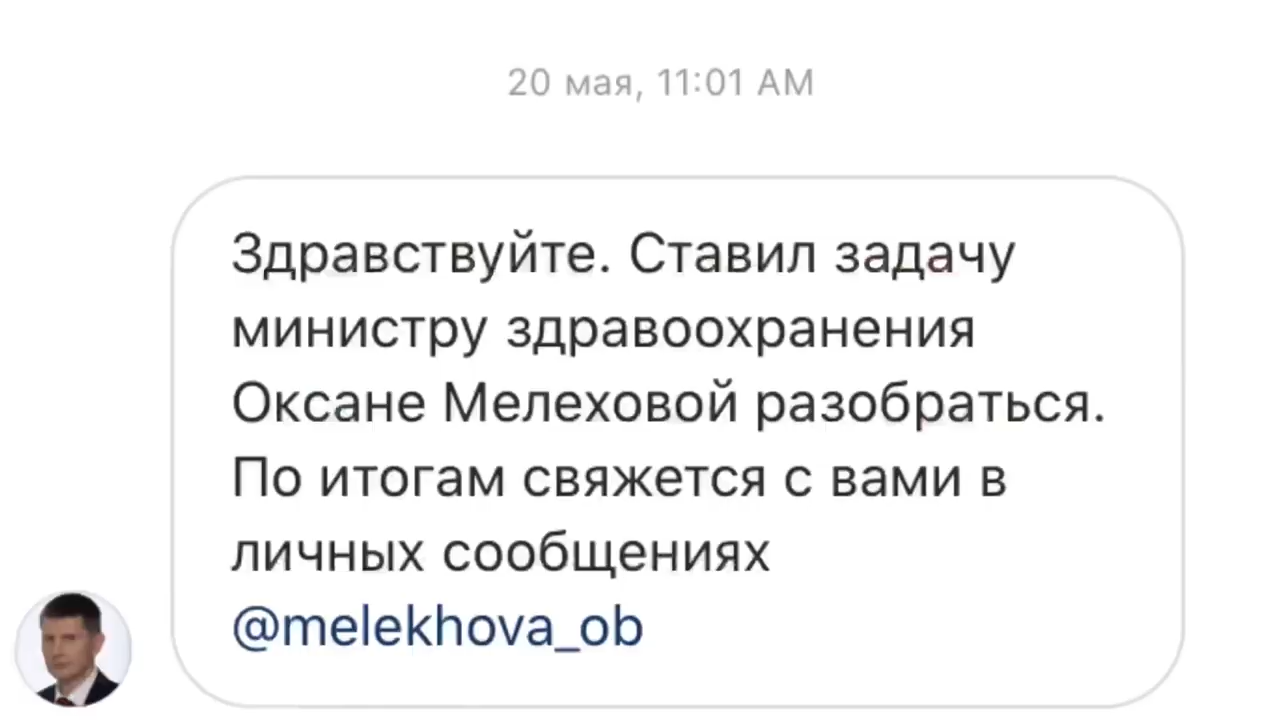 20 мая, 11:01 AM
Здравствуйте. Ставил задачу
министру здравоохранения
Оксане Мелеховой разобраться.
По итогам свяжется с вами в
личных сообщениях
@melekhova_ob